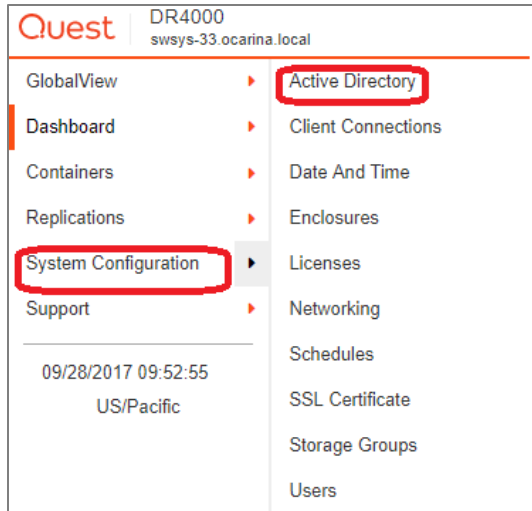 Quest
DR4000
swsys-33.ocarina.local
GlobalView
Dashboard
Containers
Replications
System Configuration
Support
09/28/2017 09:52:55
US/Pacific
Active Directory
Client Connections
Date And Time
Enclosures
Licenses
Networking
Schedules
SSL Certificate
Storage Groups
Users